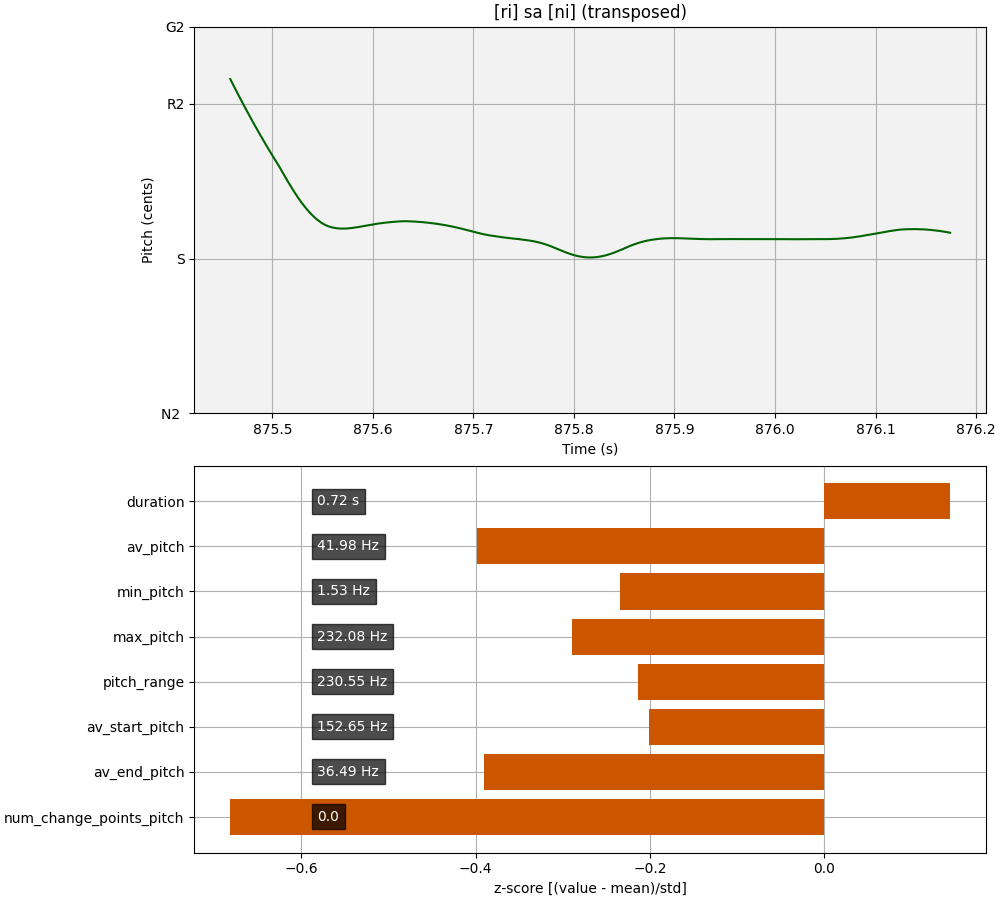 [ri] sa [ni] (transposed)
G2
R2
Pitch (cents)
S
N2
875.5 875.6 875.7 875.8 875.9 876.0 876.1 876.2
Time (s)
duration 0.72 s
av_pitch 41.98 Hz
min_pitch 1.53 Hz
max_pitch 232.08 Hz
pitch_range 230.55 Hz
av_start_pitch 152.65 Hz
av_end_pitch 36.49 Hz
num_change_points_pitch 0.0
−0.6 −0.4 −0.2 0.0
z-score [(value - mean)/std]